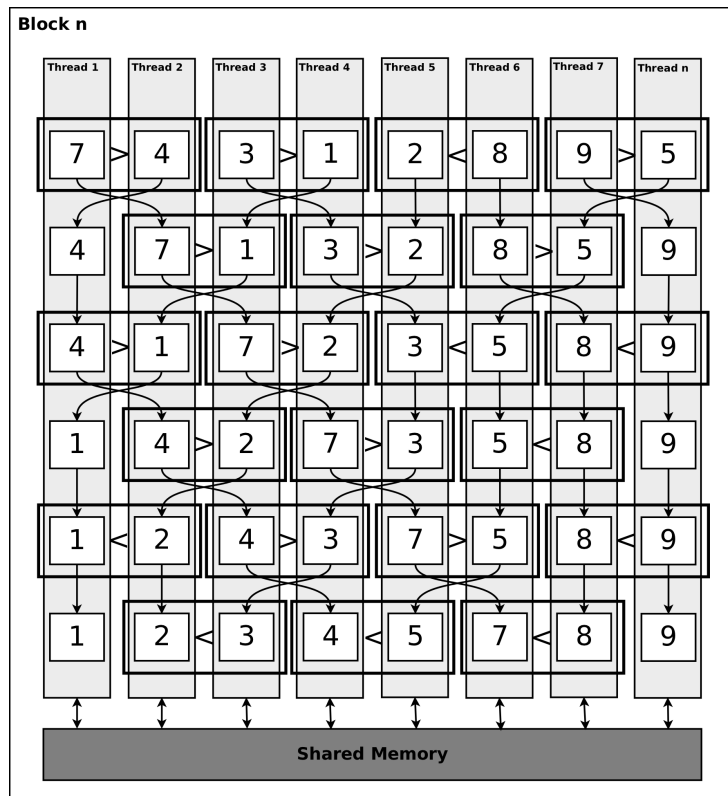 Block n
Thread 1 Thread 2 Thread 3 Thread 4 Thread 5 Thread 6 Thread 7 Thread n
7 > 4 3 > 1 2 < 8 9 > 5
4 7 > 1 3 > 2 8 > 5 9
4 > 1 7 > 2 3 < 5 8 < 9
1 4 > 2 7 > 3 5 < 8 9
1 < 2 4 > 3 7 > 5 8 < 9
1 2 < 3 4 < 5 7 < 8 9
Shared Memory